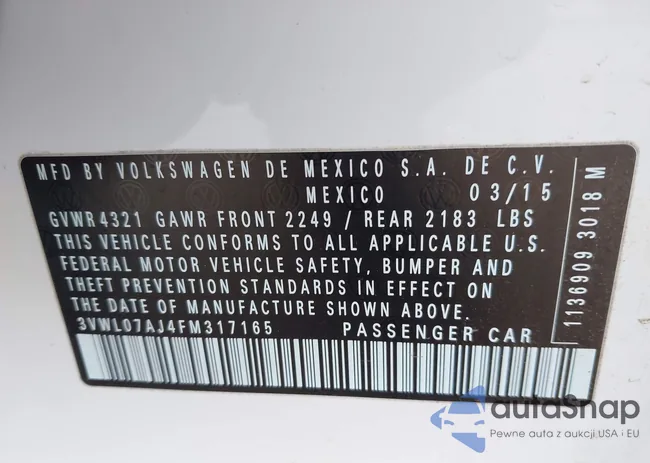 MFD BY VOLKSWAGEN DE MEXICO S.A. DE C.V.
MEXICO 03/15
GVWR 4321 GAWR FRONT 2249 / REAR 2183 LBS
THIS VEHICLE CONFORMS TO ALL APPLICABLE U.S.
FEDERAL MOTOR VEHICLE SAFETY, BUMPER AND
THEFT PREVENTION STANDARDS IN EFFECT ON
THE DATE OF MANUFACTURE SHOWN ABOVE.
3VWL07AJ4FM317165 PASSENGER CAR
1136909 3018 M
autaSnap
Pewne auta z aukcji USA i EU